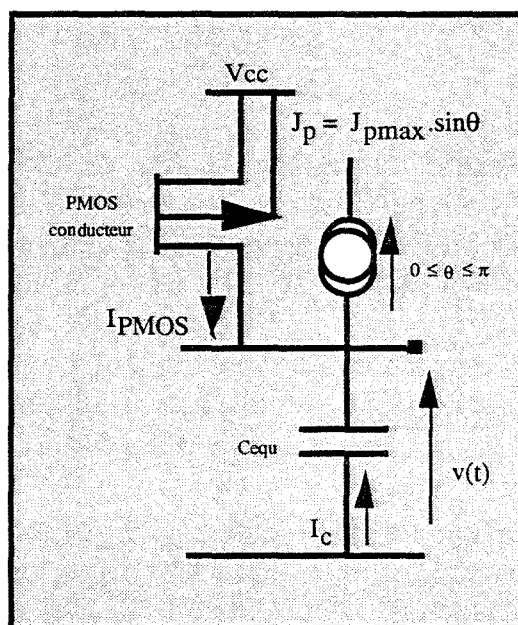 Vcc
J_p = J_pmax.sinθ
PMOS
conducteur
0 ≤ θ ≤ π
I_PMOS
Cequ
v(t)
I_c